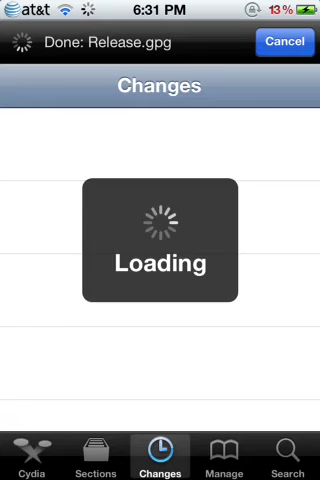 at&t 6:31 PM 13%
Done: Release.gpg Cancel
Changes
Loading
Cydia Sections Changes Manage Search